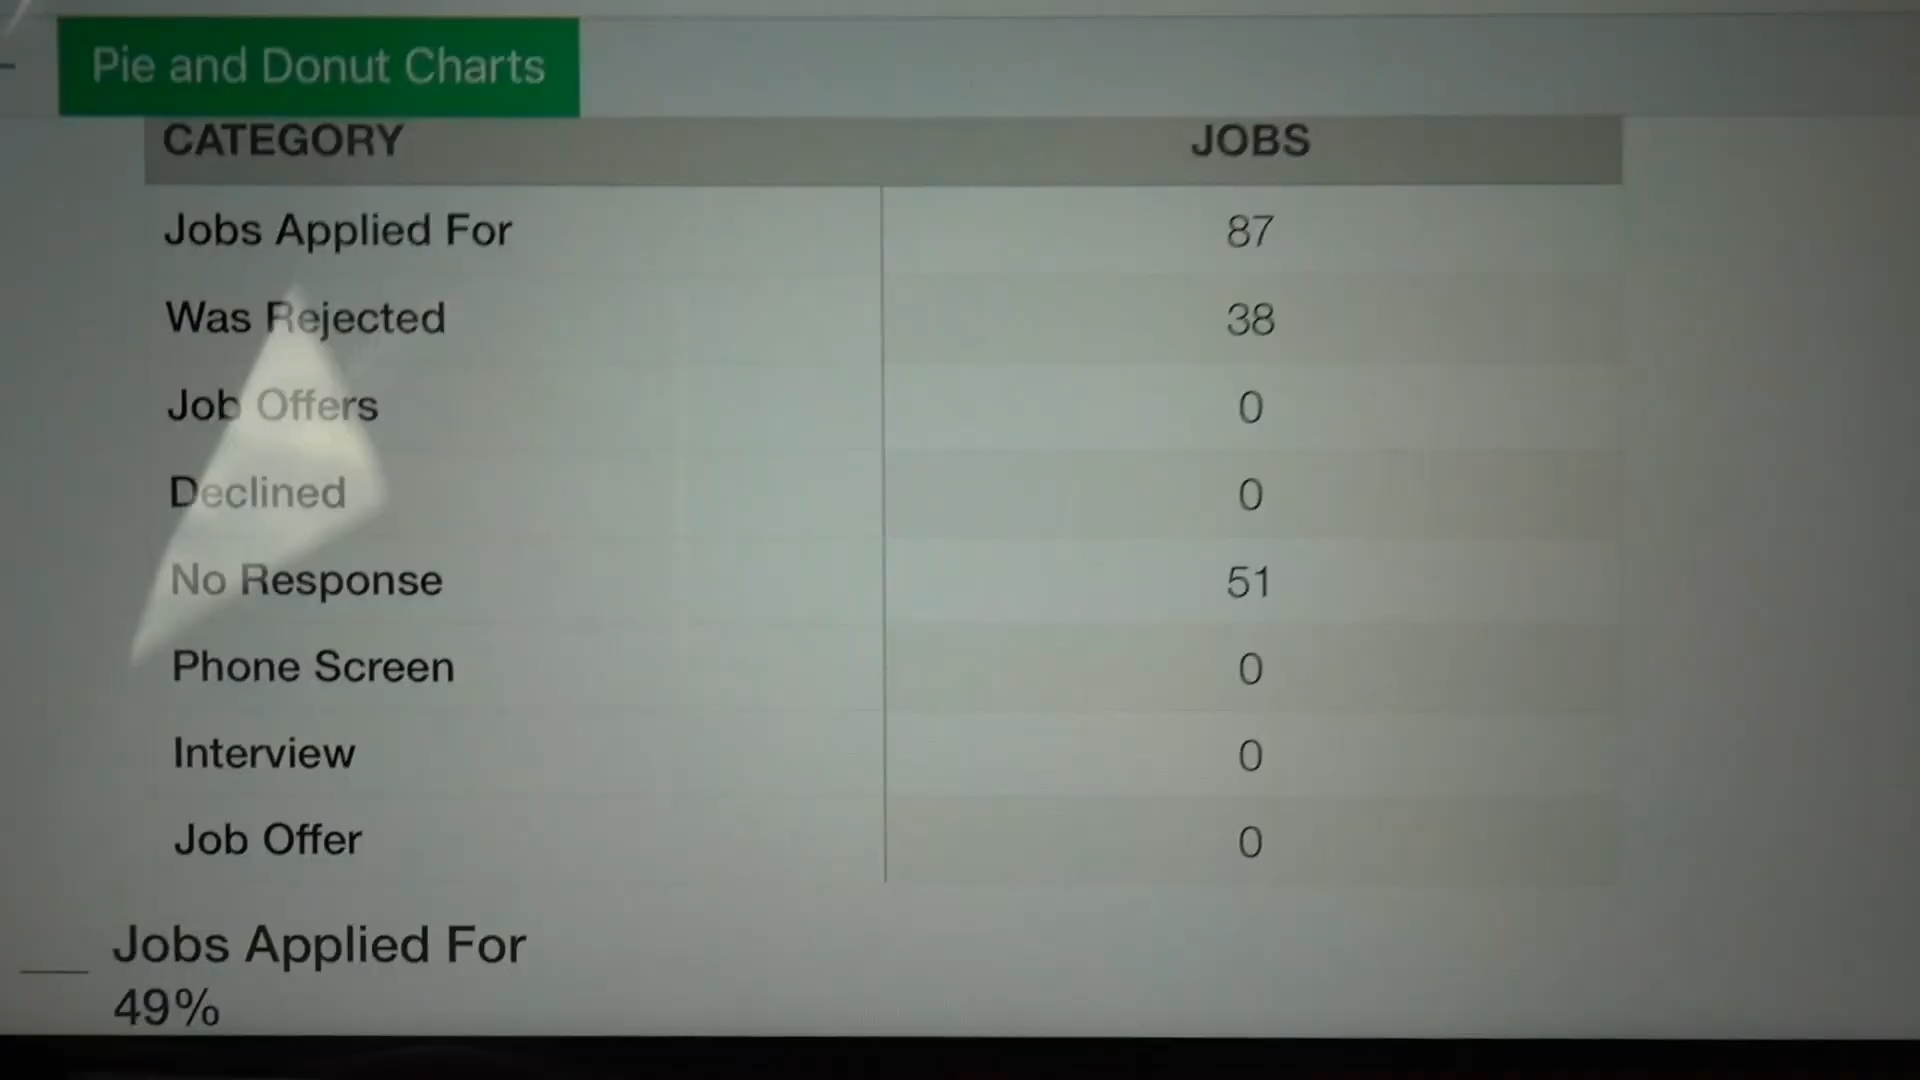 Pie and Donut Charts
CATEGORY JOBS
Jobs Applied For 87
Was Rejected 38
Job Offers 0
Declined 0
No Response 51
Phone Screen 0
Interview 0
Job Offer 0
Jobs Applied For
49%